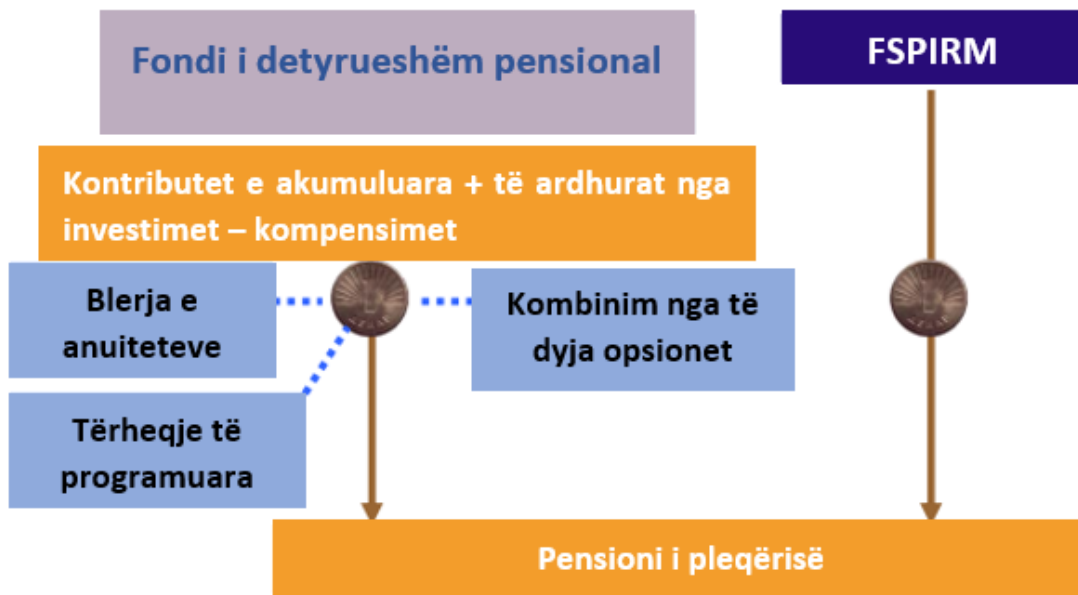 Fondi i detyrueshëm pensional
FSPIRM
Kontributet e akumuluara + të ardhurat nga
investimet – kompensimet
Blerja e
anuiteteve
Kombinim nga të
dyja opsionet
Tërheqje të
programuara
Pensioni i pleqërisë